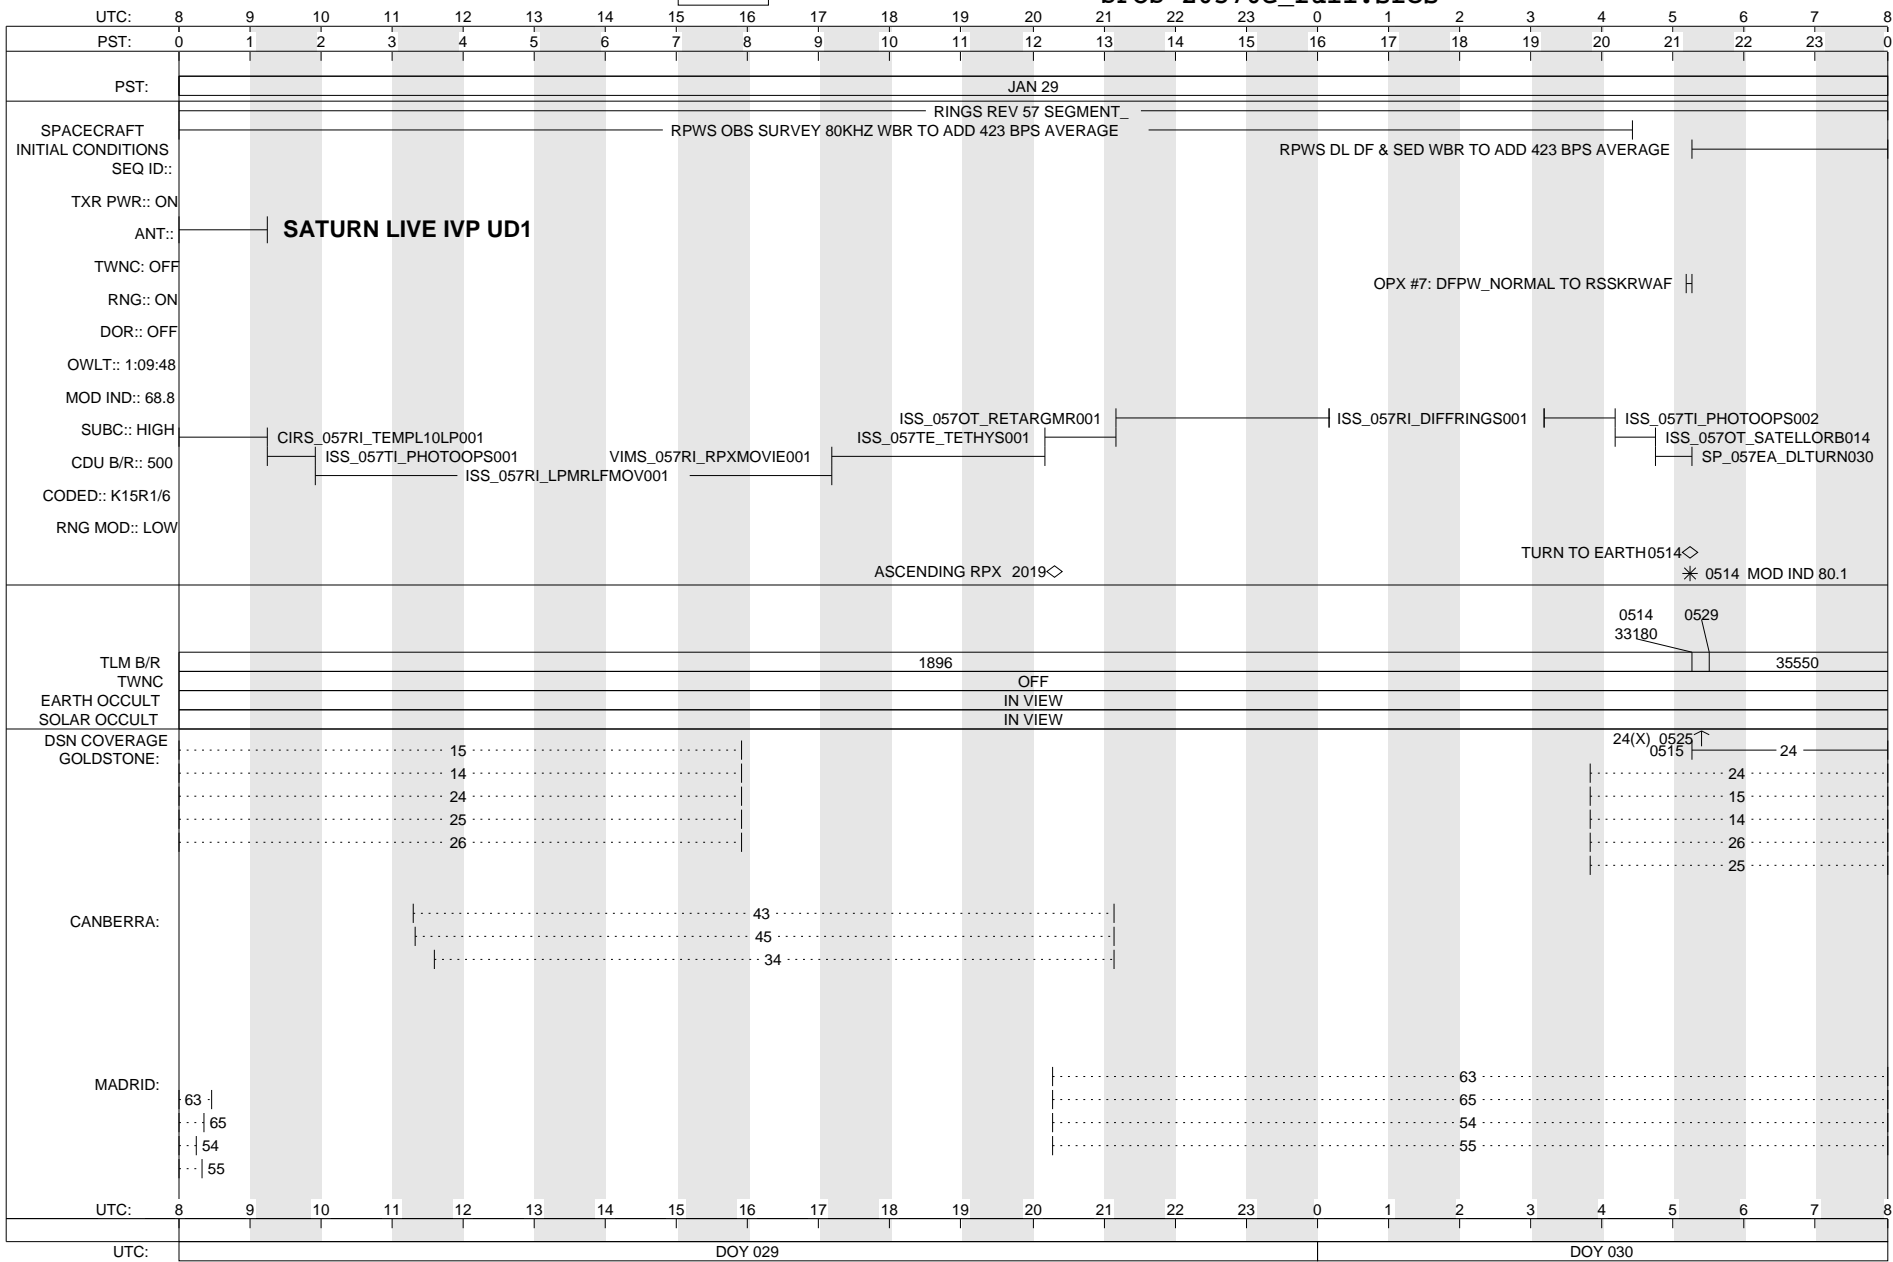 UTC: 8 9 10 11 12 13 14 15 16 17 18 19 20 21 22 23 0 1 2 3 4 5 6 7 8
PST: 0 1 2 3 4 5 6 7 8 9 10 11 12 13 14 15 16 17 18 19 20 21 22 23 0
PST: JAN 29
RINGS REV 57 SEGMENT_
SPACECRAFT RPWS OBS SURVEY 80KHZ WBR TO ADD 423 BPS AVERAGE
INITIAL CONDITIONS RPWS DL DF & SED WBR TO ADD 423 BPS AVERAGE
SEQ ID::
TXR PWR:: ON
ANT:: SATURN LIVE IVP UD1
TWNC: OFF
OPX #7: DFPW_NORMAL TO RSSKRWAF
RNG:: ON
DOR:: OFF
OWLT:: 1:09:48
MOD IND:: 68.8
ISS_057OT_RETARGMR001 ISS_057RI_DIFFRINGS001 ISS_057TI_PHOTOOPS002
SUBC:: HIGH
CIRS_057RI_TEMPL10LP001 ISS_057TE_TETHYS001 ISS_057OT_SATELLORB014
ISS_057TI_PHOTOOPS001 VIMS_057RI_RPXMOVIE001 SP_057EA_DLTURN030
CDU B/R:: 500
ISS_057RI_LPMRLFMOV001
CODED:: K15R1/6
RNG MOD:: LOW
TURN TO EARTH0514
ASCENDING RPX 2019
0514 MOD IND 80.1
0514 0529
33180
TLM B/R 1896 35550
TWNC OFF
EARTH OCCULT IN VIEW
SOLAR OCCULT IN VIEW
DSN COVERAGE 24(X) 0525
GOLDSTONE: 15 0515 24
14 24
24 15
25 14
26 26
25
CANBERRA: 43
45
34
MADRID: 63
63 65
65 54
54 55
55
UTC: 8 9 10 11 12 13 14 15 16 17 18 19 20 21 22 23 0 1 2 3 4 5 6 7 8
UTC: DOY 029 DOY 030